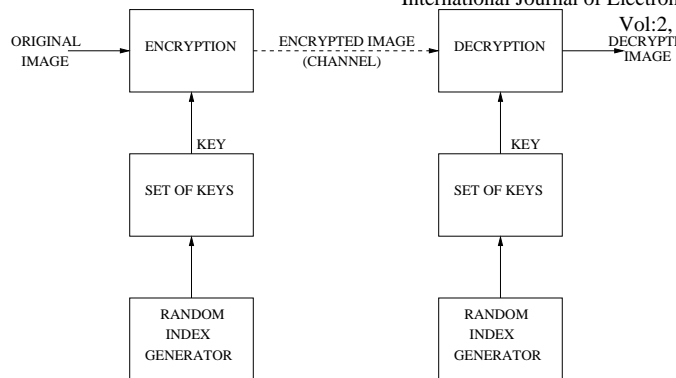 International Journal of Electron
Vol:2,
ORIGINAL
IMAGE
ENCRYPTION
ENCRYPTED IMAGE
(CHANNEL)
DECRYPTION
DECRYPTE
IMAGE
KEY
KEY
SET OF KEYS
SET OF KEYS
RANDOM
INDEX
GENERATOR
RANDOM
INDEX
GENERATOR